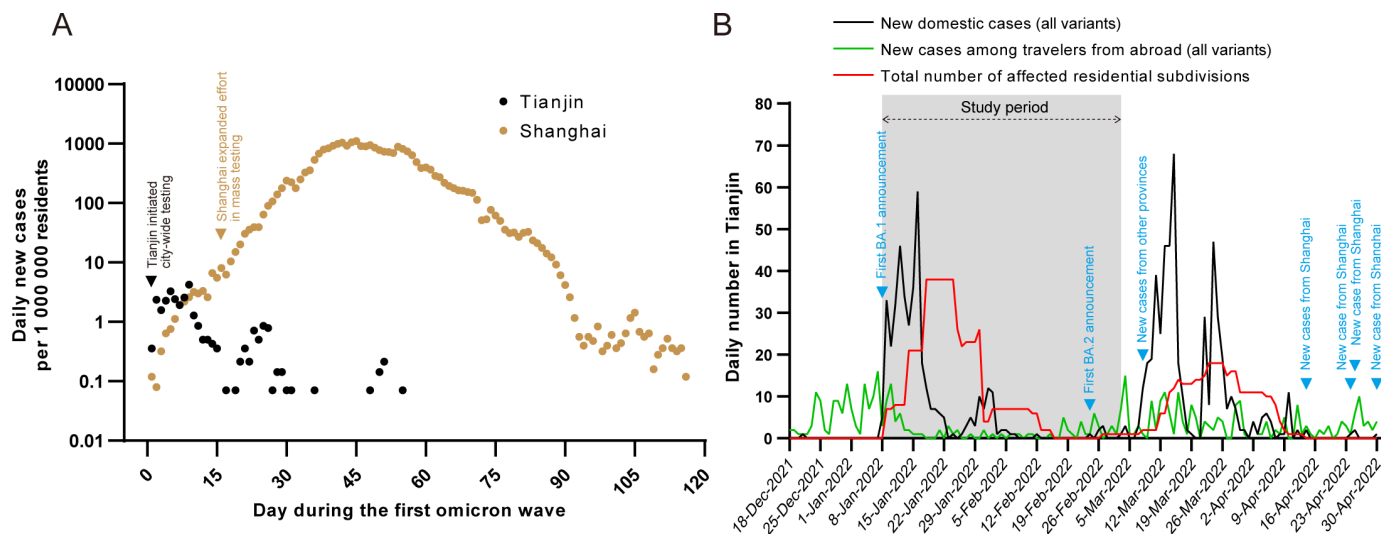 A
Daily new cases
per 1 000 000 residents
10000
1000
100
10
1
0.1
0.01
Tianjin initiated
city-wide testing
Shanghai expanded effort
in mass testing
Tianjin
Shanghai
0
15
30
45
60
75
90
105
120
Day during the first omicron wave
B
New domestic cases (all variants)
New cases among travelers from abroad (all variants)
Total number of affected residential subdivisions
Daily number in Tianjin
80
70
60
50
40
30
20
10
0
Study period
First BA.1 announcement
First BA.2 announcement
New cases from other provinces
New cases from Shanghai
New case from Shanghai
New case from Shanghai
New case from Shanghai
18-Dec-2021
25-Dec-2021
1-Jan-2022
8-Jan-2022
15-Jan-2022
22-Jan-2022
29-Jan-2022
5-Feb-2022
12-Feb-2022
19-Feb-2022
26-Feb-2022
5-Mar-2022
12-Mar-2022
19-Mar-2022
26-Mar-2022
2-Apr-2022
9-Apr-2022
16-Apr-2022
23-Apr-2022
30-Apr-2022